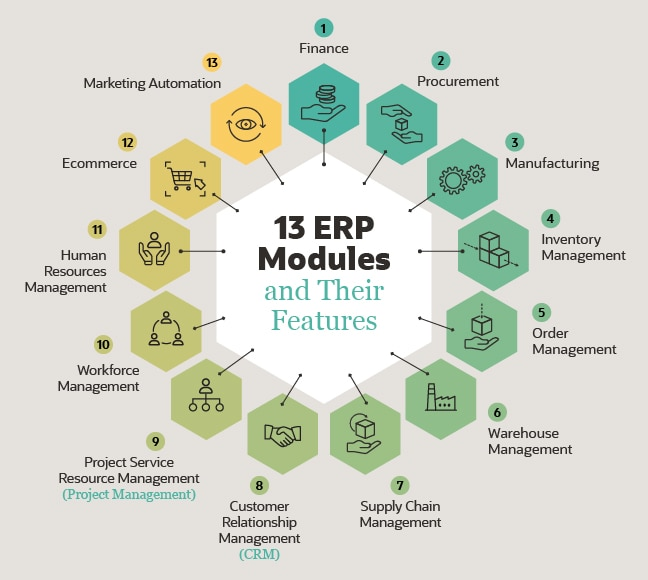 13 ERP
Modules
and Their
Features
1
Finance
2
Procurement
3
Manufacturing
4
Inventory
Management
5
Order
Management
6
Warehouse
Management
7
Supply Chain
Management
8
Customer
Relationship
Management
(CRM)
9
Project Service
Resource Management
(Project Management)
10
Workforce
Management
11
Human
Resources
Management
12
Ecommerce
13
Marketing Automation